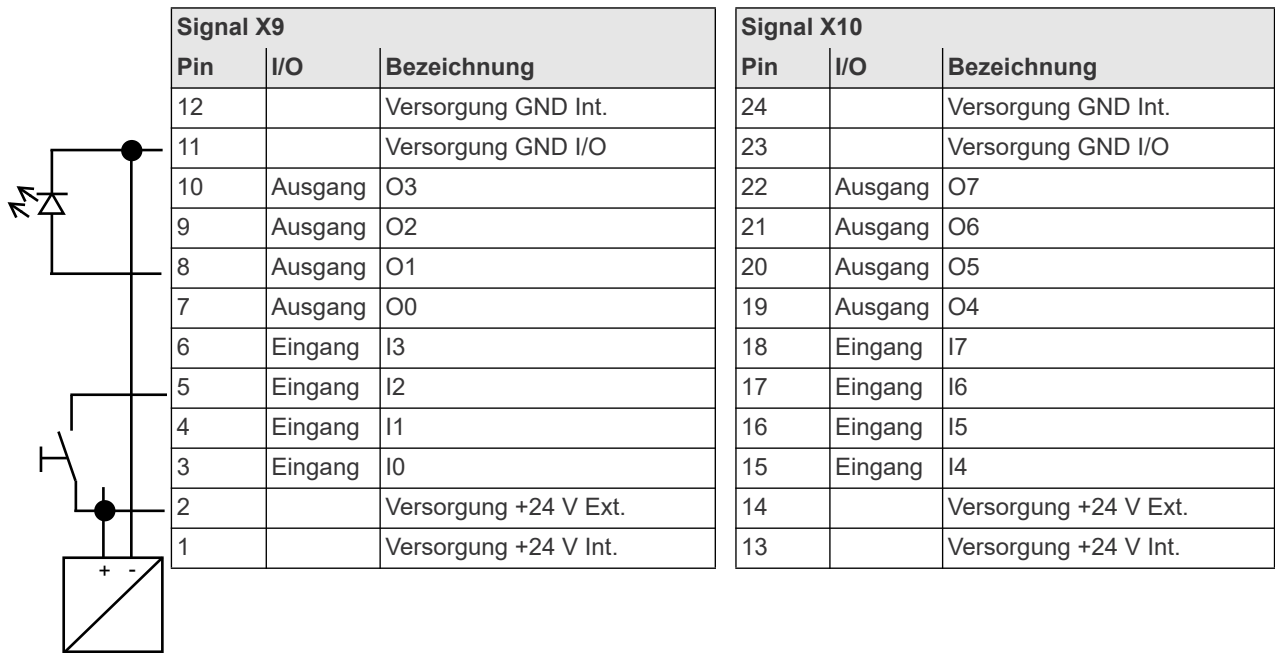 Signal X9
Pin I/O Bezeichnung
12 Versorgung GND Int.
11 Versorgung GND I/O
10 Ausgang O3
9 Ausgang O2
8 Ausgang O1
7 Ausgang O0
6 Eingang I3
5 Eingang I2
4 Eingang I1
3 Eingang I0
2 Versorgung +24 V Ext.
1 Versorgung +24 V Int.
+ -
Signal X10
Pin I/O Bezeichnung
24 Versorgung GND Int.
23 Versorgung GND I/O
22 Ausgang O7
21 Ausgang O6
20 Ausgang O5
19 Ausgang O4
18 Eingang I7
17 Eingang I6
16 Eingang I5
15 Eingang I4
14 Versorgung +24 V Ext.
13 Versorgung +24 V Int.